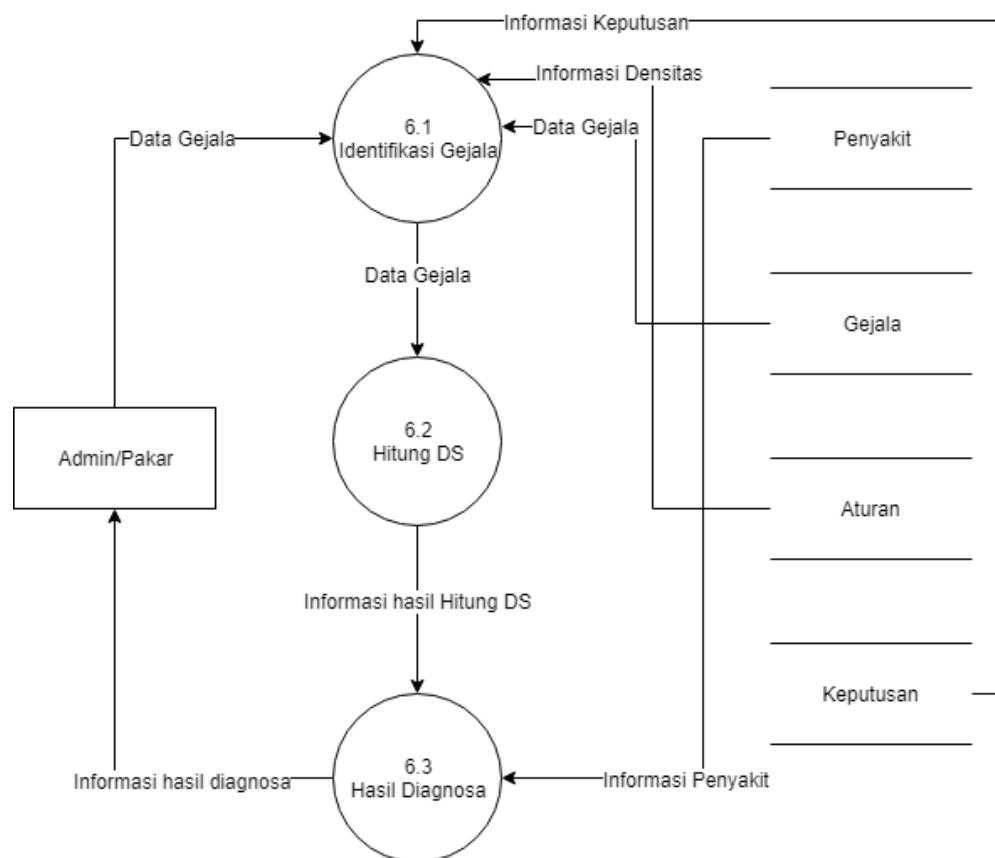 Informasi Keputusan
Informasi Densitas
Data Gejala
Data Gejala
6.1
Identifikasi Gejala
Penyakit
Data Gejala
Gejala
6.2
Hitung DS
Admin/Pakar
Aturan
Informasi hasil Hitung DS
Keputusan
6.3
Hasil Diagnosa
Informasi hasil diagnosa
Informasi Penyakit